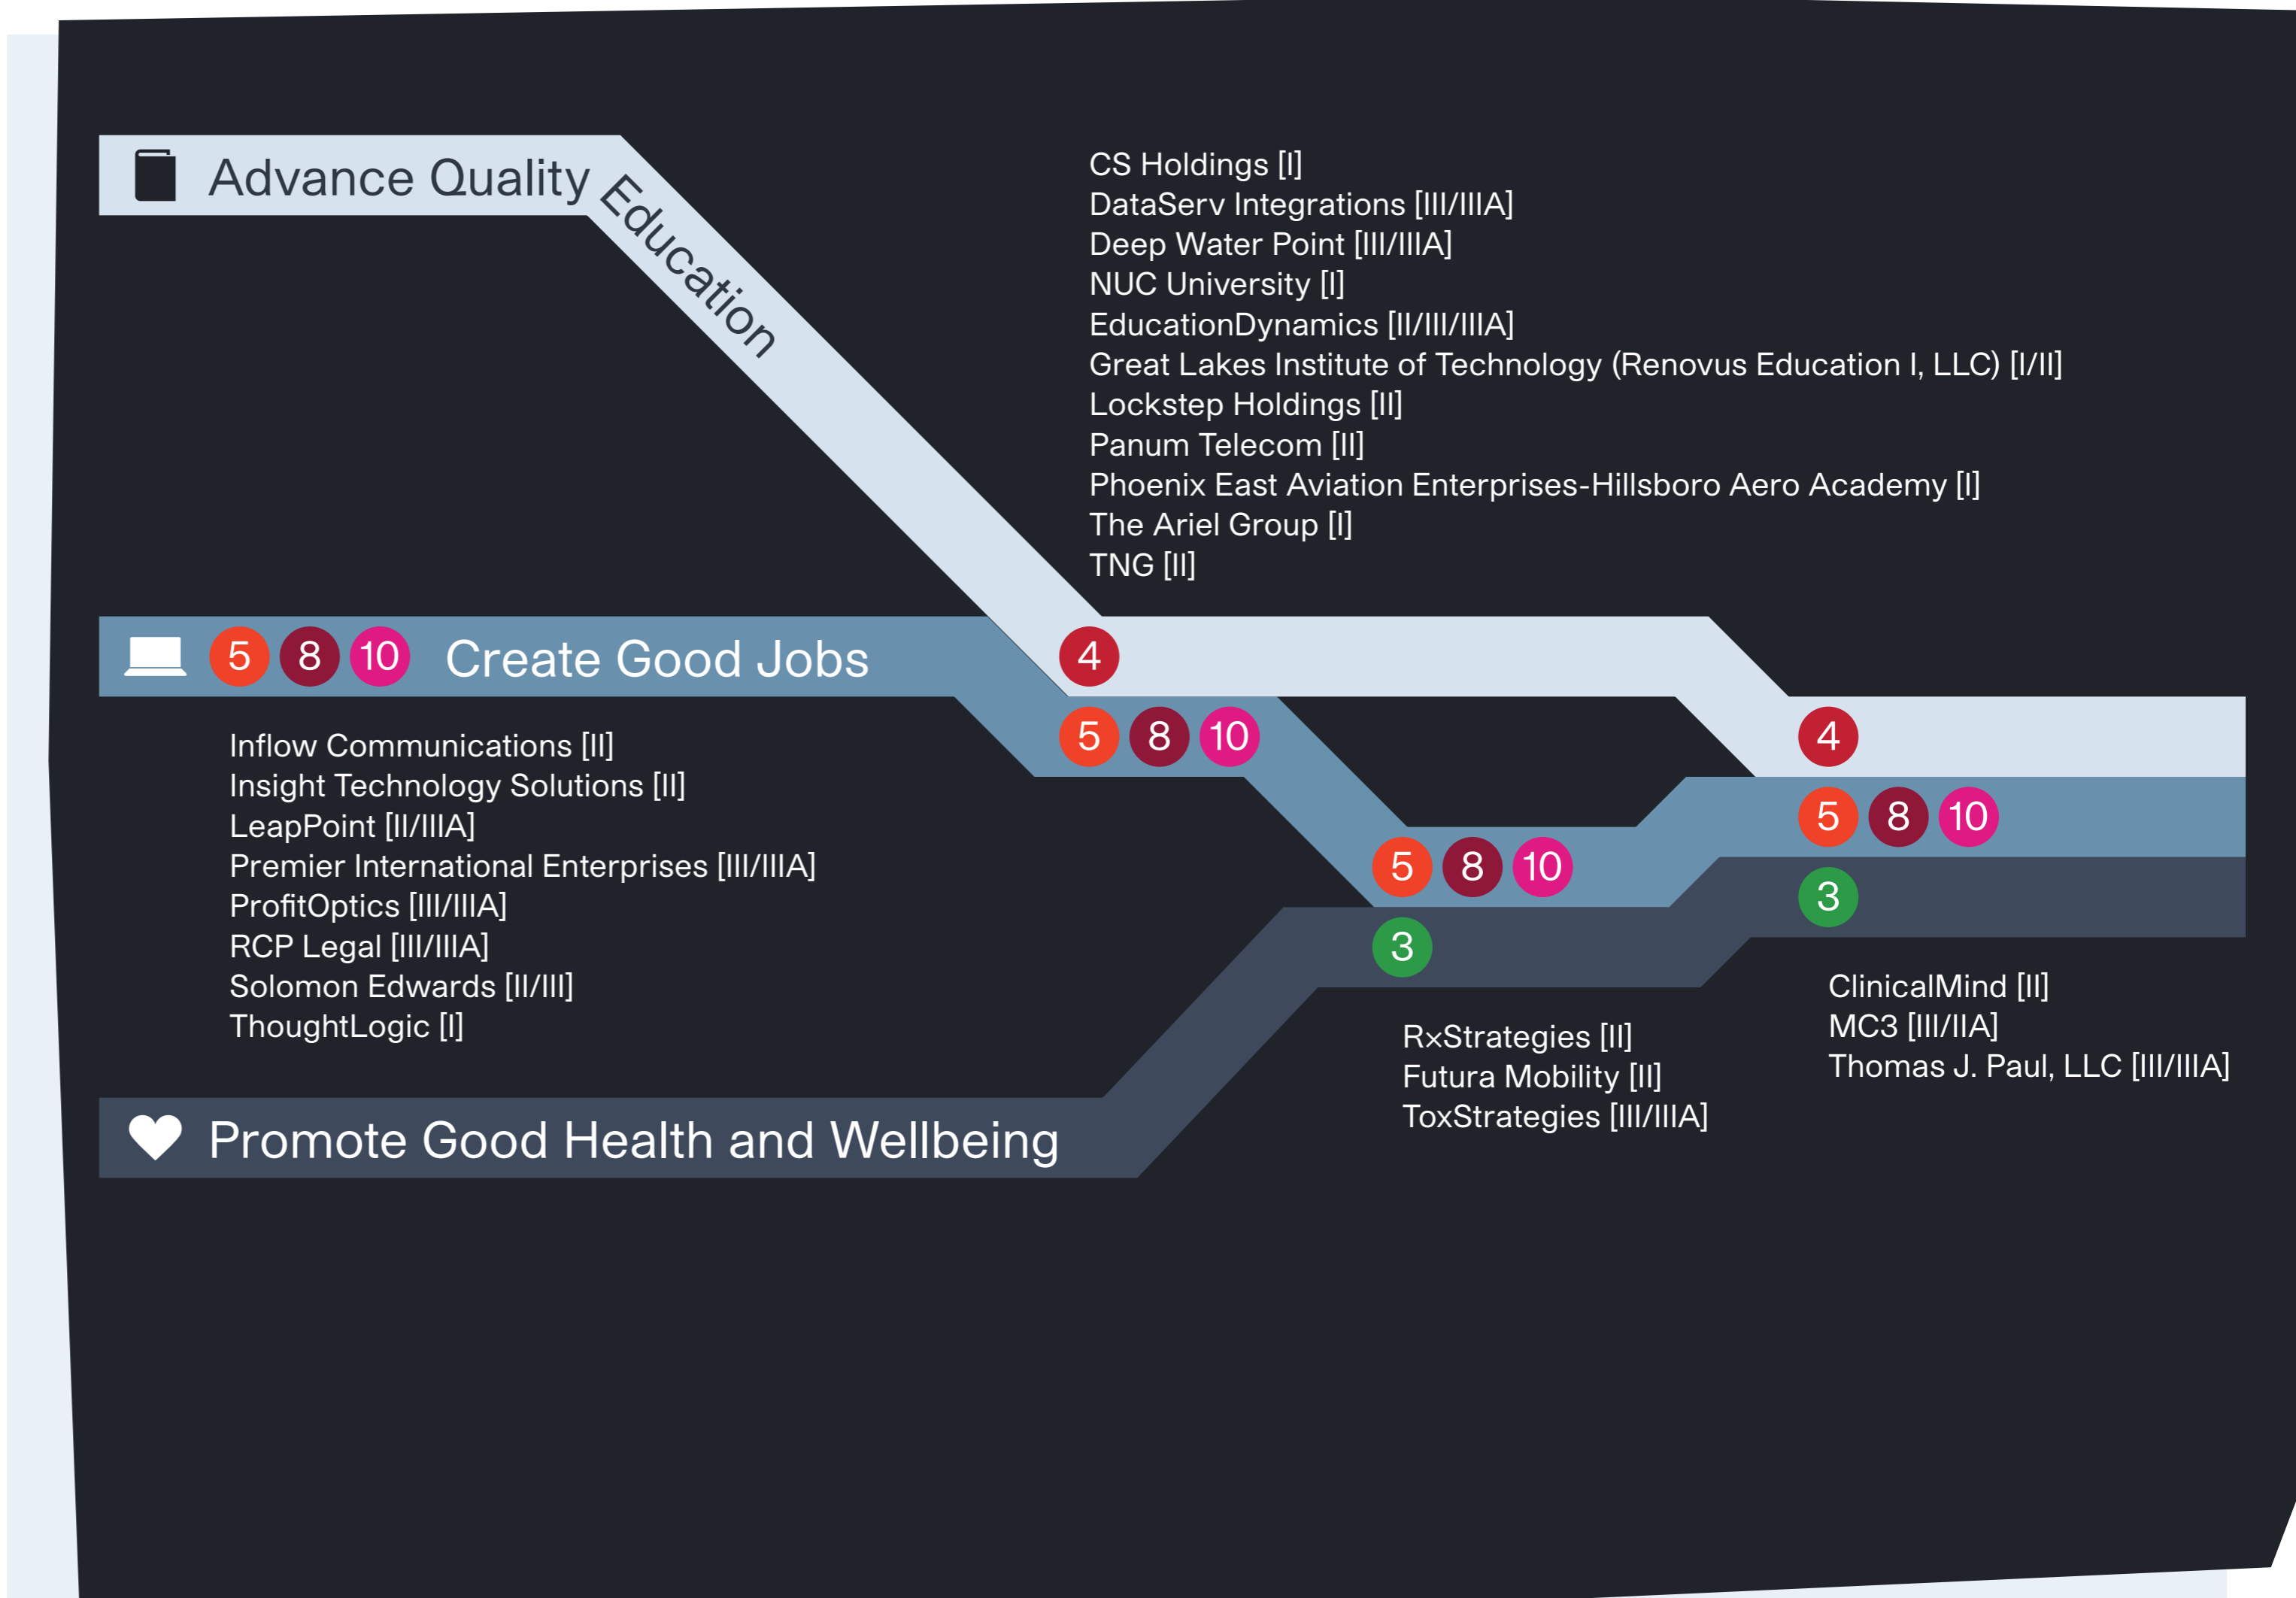 Advance Quality Education
CS Holdings [I]
DataServ Integrations [III/IIIA]
Deep Water Point [III/IIIA]
NUC University [I]
EducationDynamics [II/III/IIIA]
Great Lakes Institute of Technology (Renovus Education I, LLC) [I/II]
Lockstep Holdings [II]
Panum Telecom [II]
Phoenix East Aviation Enterprises-Hillsboro Aero Academy [I]
The Ariel Group [I]
TNG [II]
5 8 10 Create Good Jobs
4
5 8 10
4
5 8 10
3
5 8 10
3
Inflow Communications [II]
Insight Technology Solutions [II]
LeapPoint [II/IIIA]
Premier International Enterprises [III/IIIA]
ProfitOptics [III/IIIA]
RCP Legal [III/IIIA]
Solomon Edwards [II/III]
ThoughtLogic [I]
RxStrategies [II]
Futura Mobility [II]
ToxStrategies [III/IIIA]
ClinicalMind [II]
MC3 [III/IIA]
Thomas J. Paul, LLC [III/IIIA]
Promote Good Health and Wellbeing